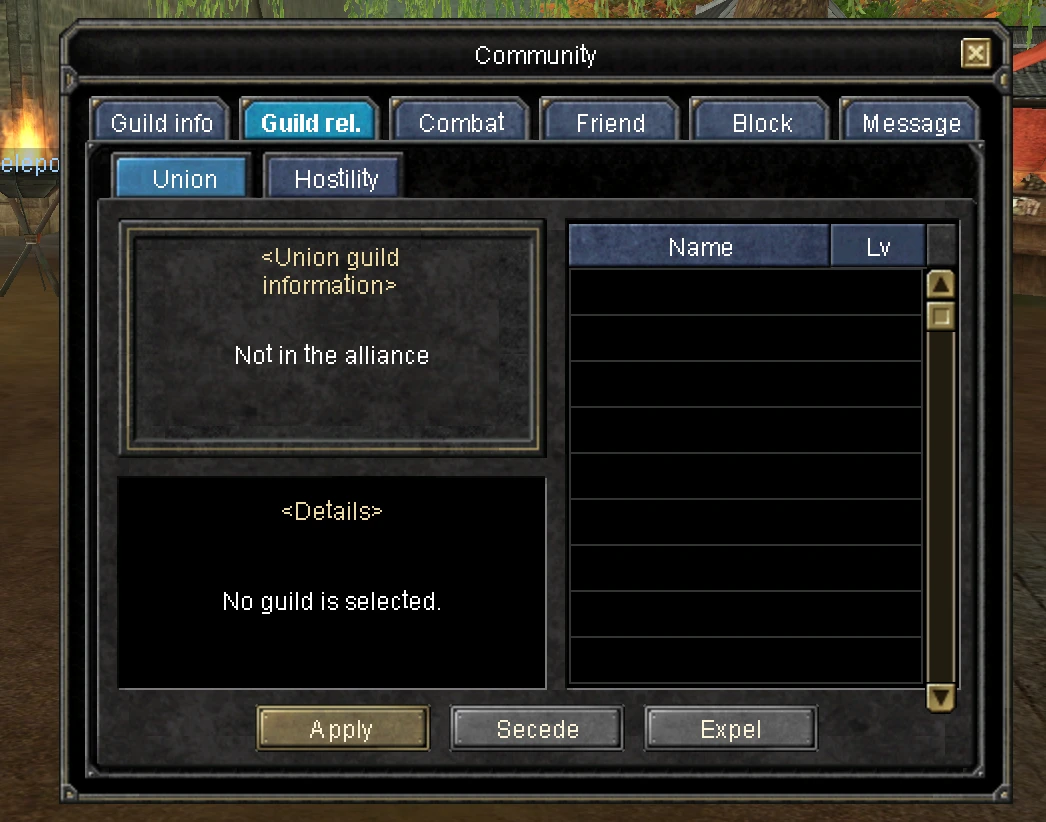 Community
Guild info
Guild rel.
Combat
Friend
Block
Message
elepo
Union
Hostility
<Union guild
information>
Not in the alliance
Name
Lv
<Details>
No guild is selected.
Apply
Secede
Expel